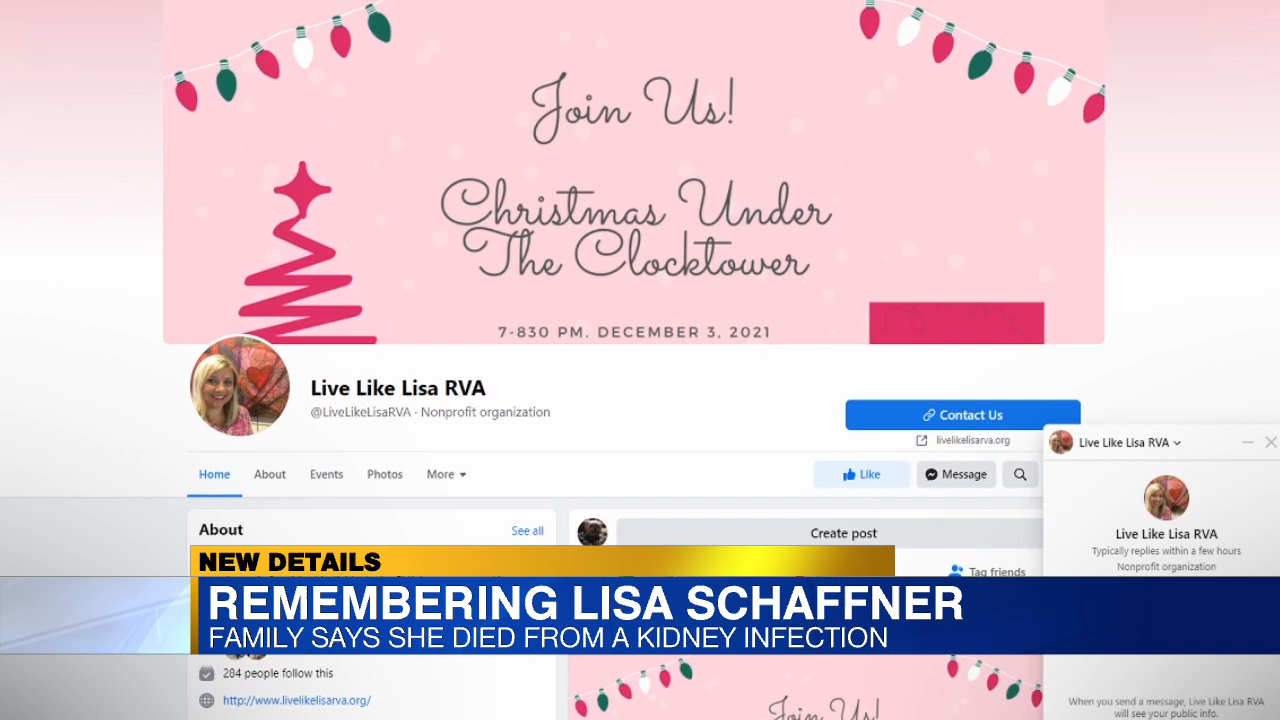 Join Us!
Christmas Under
The Clocktower
7-830 PM. DECEMBER 3, 2021
Live Like Lisa RVA
@LiveLikeLisaRVA · Nonprofit organization
Contact Us
livelikelisarva.org
Home About Events Photos More
Like Message
Live Like Lisa RVA
Live Like Lisa RVA
Typically replies within a few hours
Nonprofit organization
About See all
Create post
Tag friends
NEW DETAILS
REMEMBERING LISA SCHAFFNER
FAMILY SAYS SHE DIED FROM A KIDNEY INFECTION
284 people follow this
http://www.livelikelisarva.org/
Join Us!
When you send a message, Live Like Lisa RVA
will see your public info.